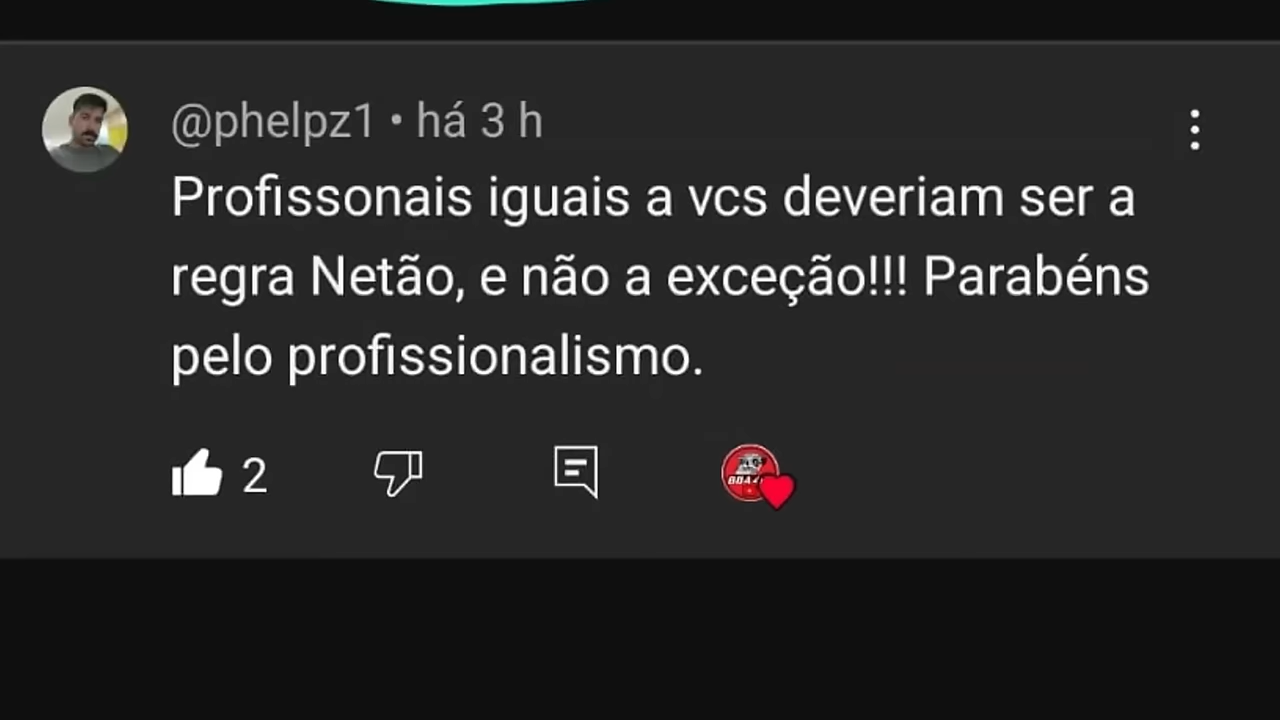 @phelpz1 • há 3 h
Profissonais iguais a vcs deveriam ser a
regra Netão, e não a exceção!!! Parabéns
pelo profissionalismo.
2